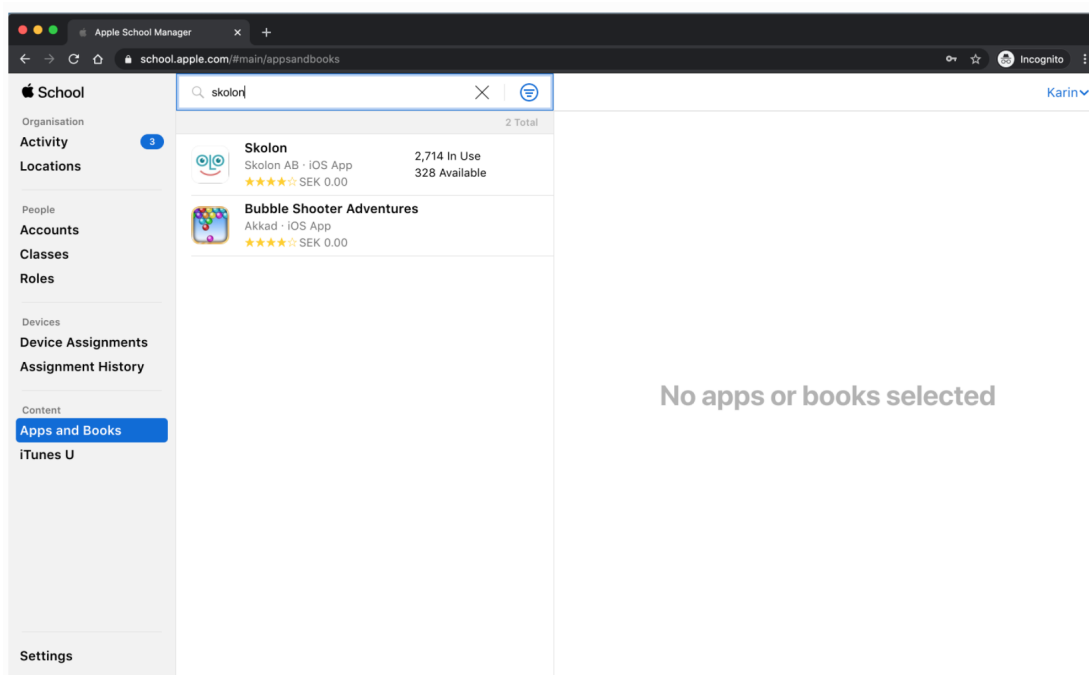 Apple School Manager
school.apple.com/#main/appsandbooks
Incognito
School
skolon
Karin
Organisation
2 Total
Activity 3
Locations
Skolon
Skolon AB · iOS App
★★★★☆ SEK 0.00
2,714 In Use
328 Available
People
Accounts
Classes
Roles
Bubble Shooter Adventures
Akkad · iOS App
★★★★☆ SEK 0.00
Devices
Device Assignments
Assignment History
Content
Apps and Books
iTunes U
No apps or books selected
Settings